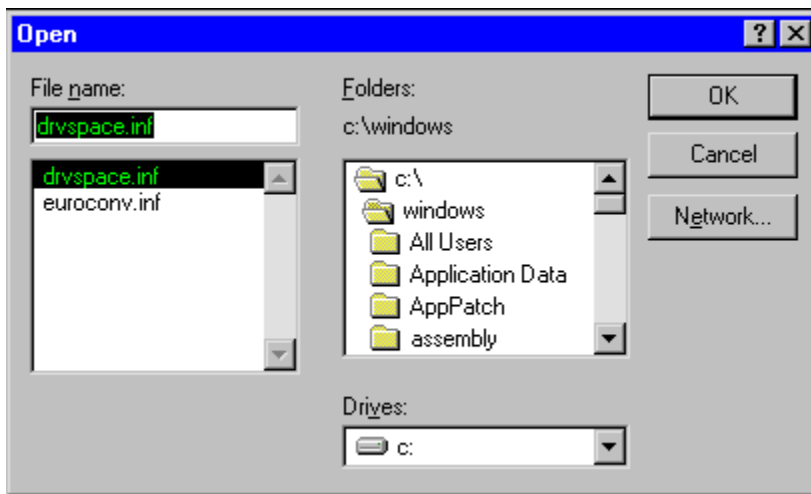 Open
File name:
drvspace.inf
drvspace.inf
euroconv.inf
Folders:
c:\windows
c:\
windows
All Users
Application Data
AppPatch
assembly
Drives:
c:
OK
Cancel
Network...